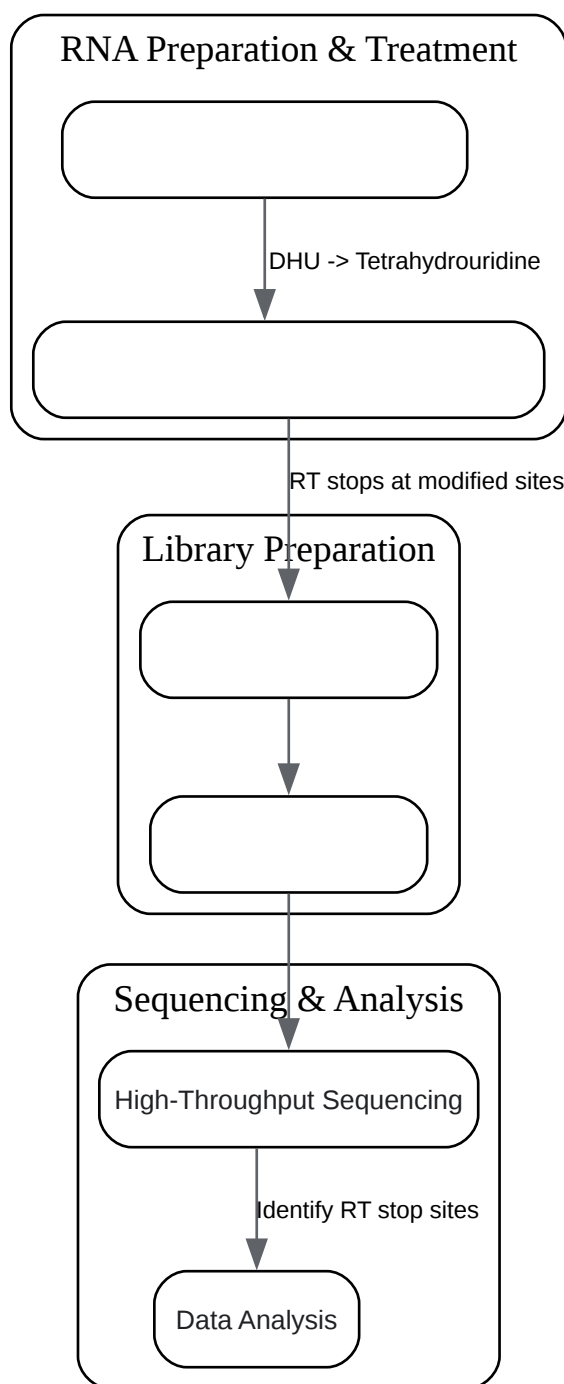 RNA Preparation & Treatment
DHU -> Tetrahydrouridine
RT stops at modified sites
Library Preparation
Sequencing & Analysis
High-Throughput Sequencing
Identify RT stop sites
Data Analysis